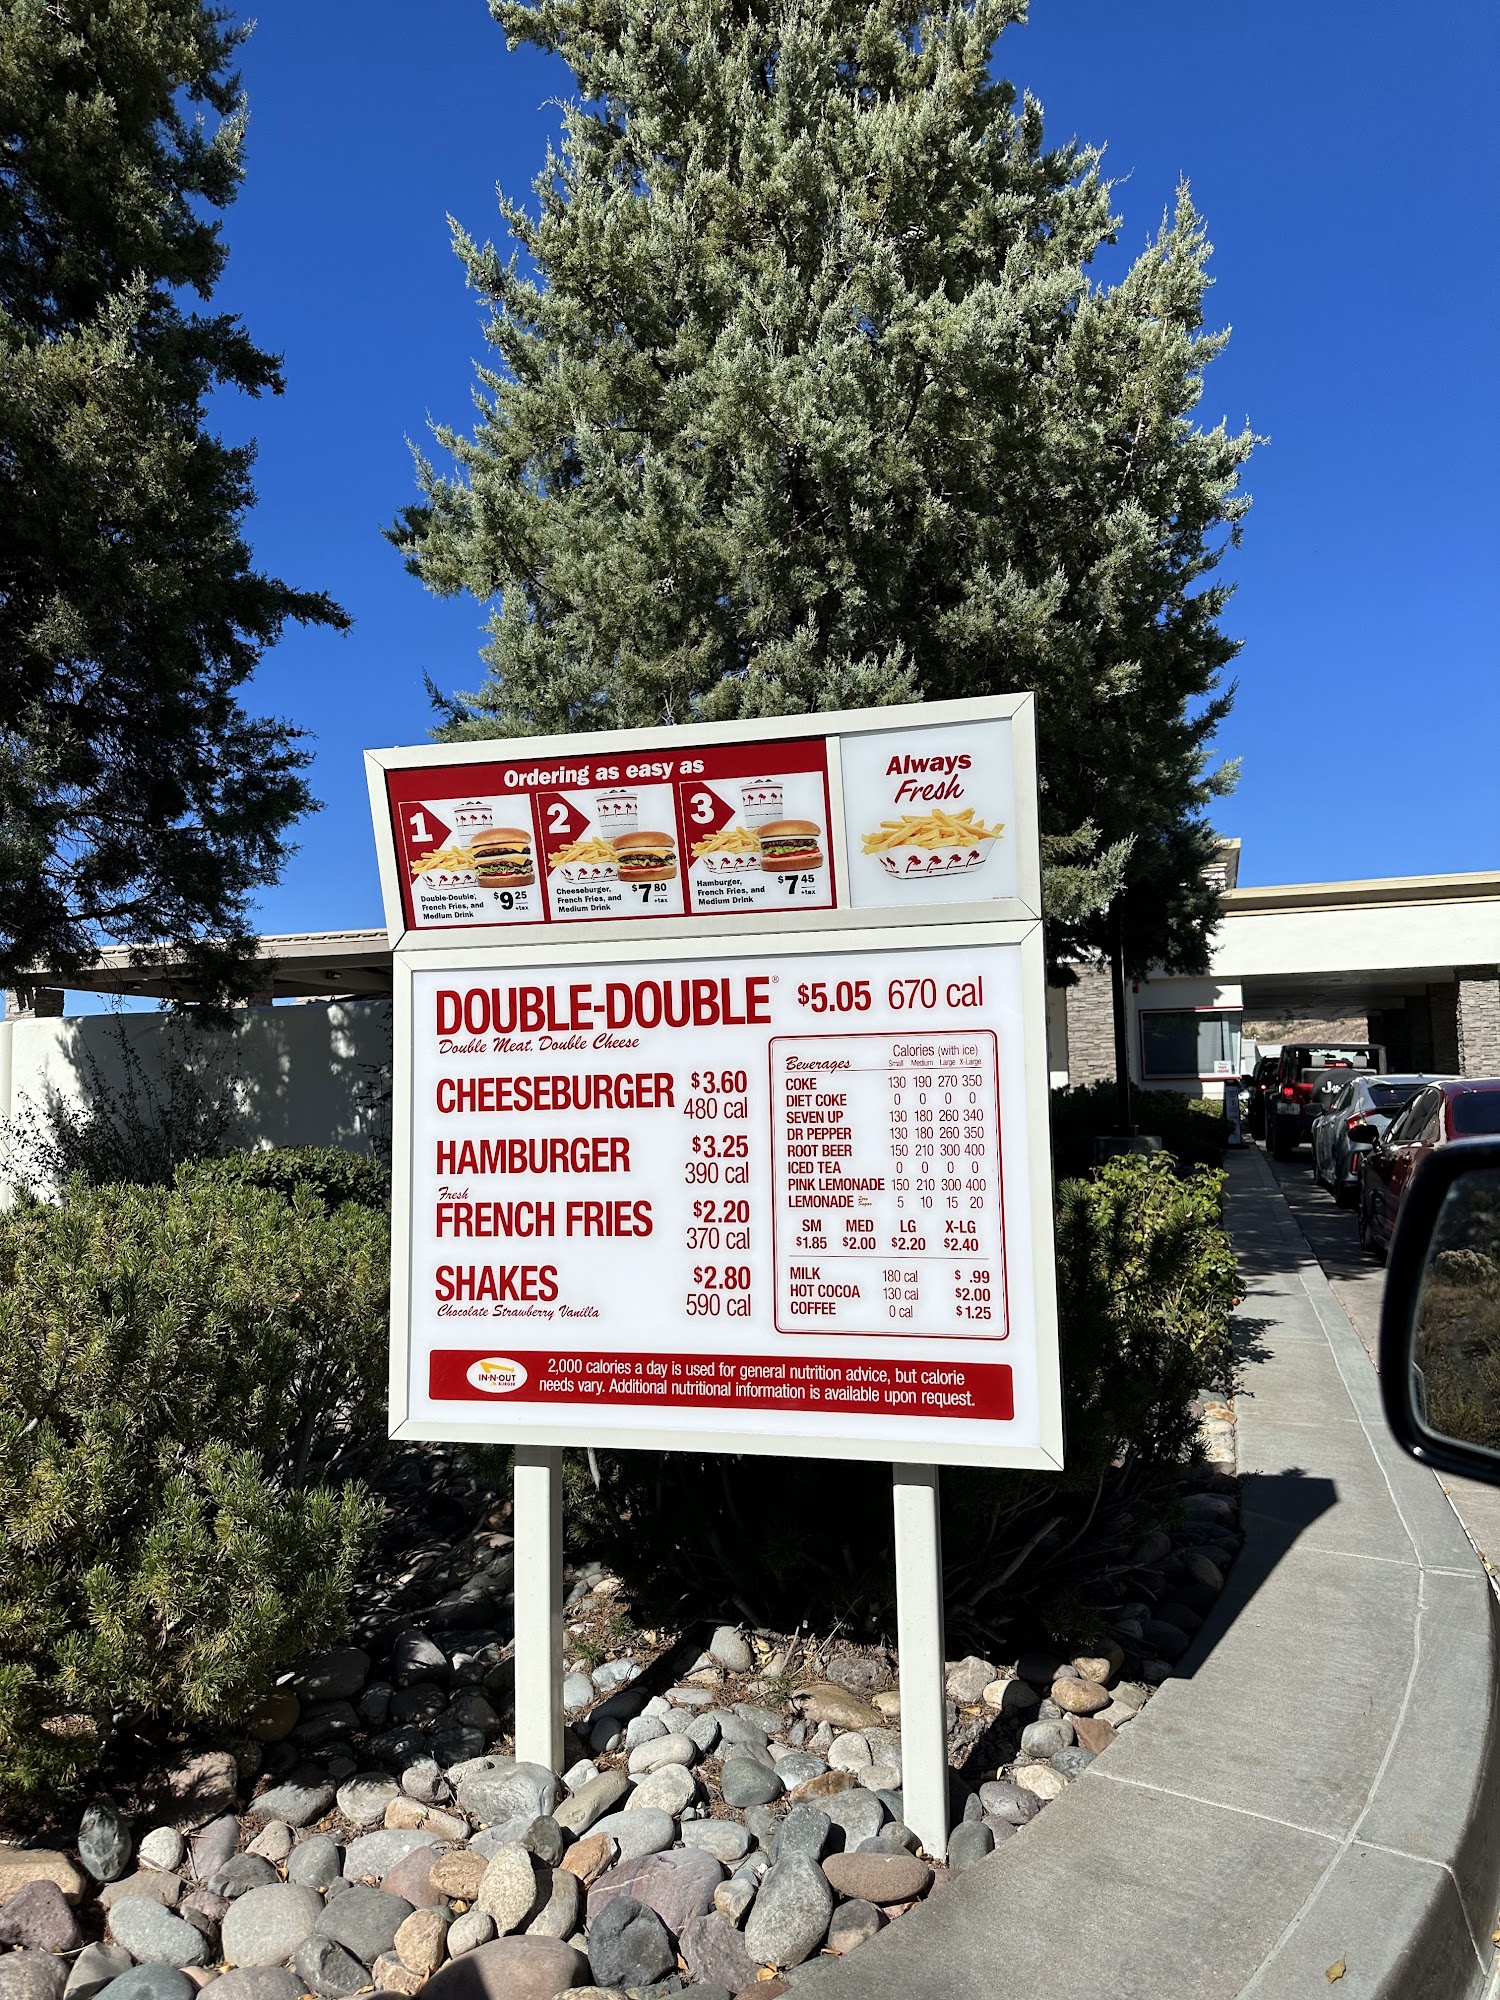 Ordering as easy as
1
Double-Double,
French Fries, and
Medium Drink
$9 25
+tax
2
Cheeseburger,
French Fries, and
Medium Drink
$7 80
+tax
3
Hamburger,
French Fries, and
Medium Drink
$7 45
+tax
Always
Fresh
DOUBLE-DOUBLE® $5.05 670 cal
Double Meat, Double Cheese
CHEESEBURGER $3.60
480 cal
HAMBURGER $3.25
390 cal
Fresh
FRENCH FRIES $2.20
370 cal
SHAKES $2.80
Chocolate Strawberry Vanilla 590 cal
Beverages Calories (with ice)
Small Medium Large X-Large
COKE 130 190 270 350
DIET COKE 0 0 0 0
SEVEN UP 130 180 260 340
DR PEPPER 130 180 260 350
ROOT BEER 150 210 300 400
ICED TEA 0 0 0 0
PINK LEMONADE 150 210 300 400
LEMONADE 5 10 15 20
SM MED LG X-LG
$1.85 $2.00 $2.20 $2.40
MILK 180 cal $ .99
HOT COCOA 130 cal $2.00
COFFEE 0 cal $1.25
IN-N-OUT
BURGER
2,000 calories a day is used for general nutrition advice, but calorie
needs vary. Additional nutritional information is available upon request.